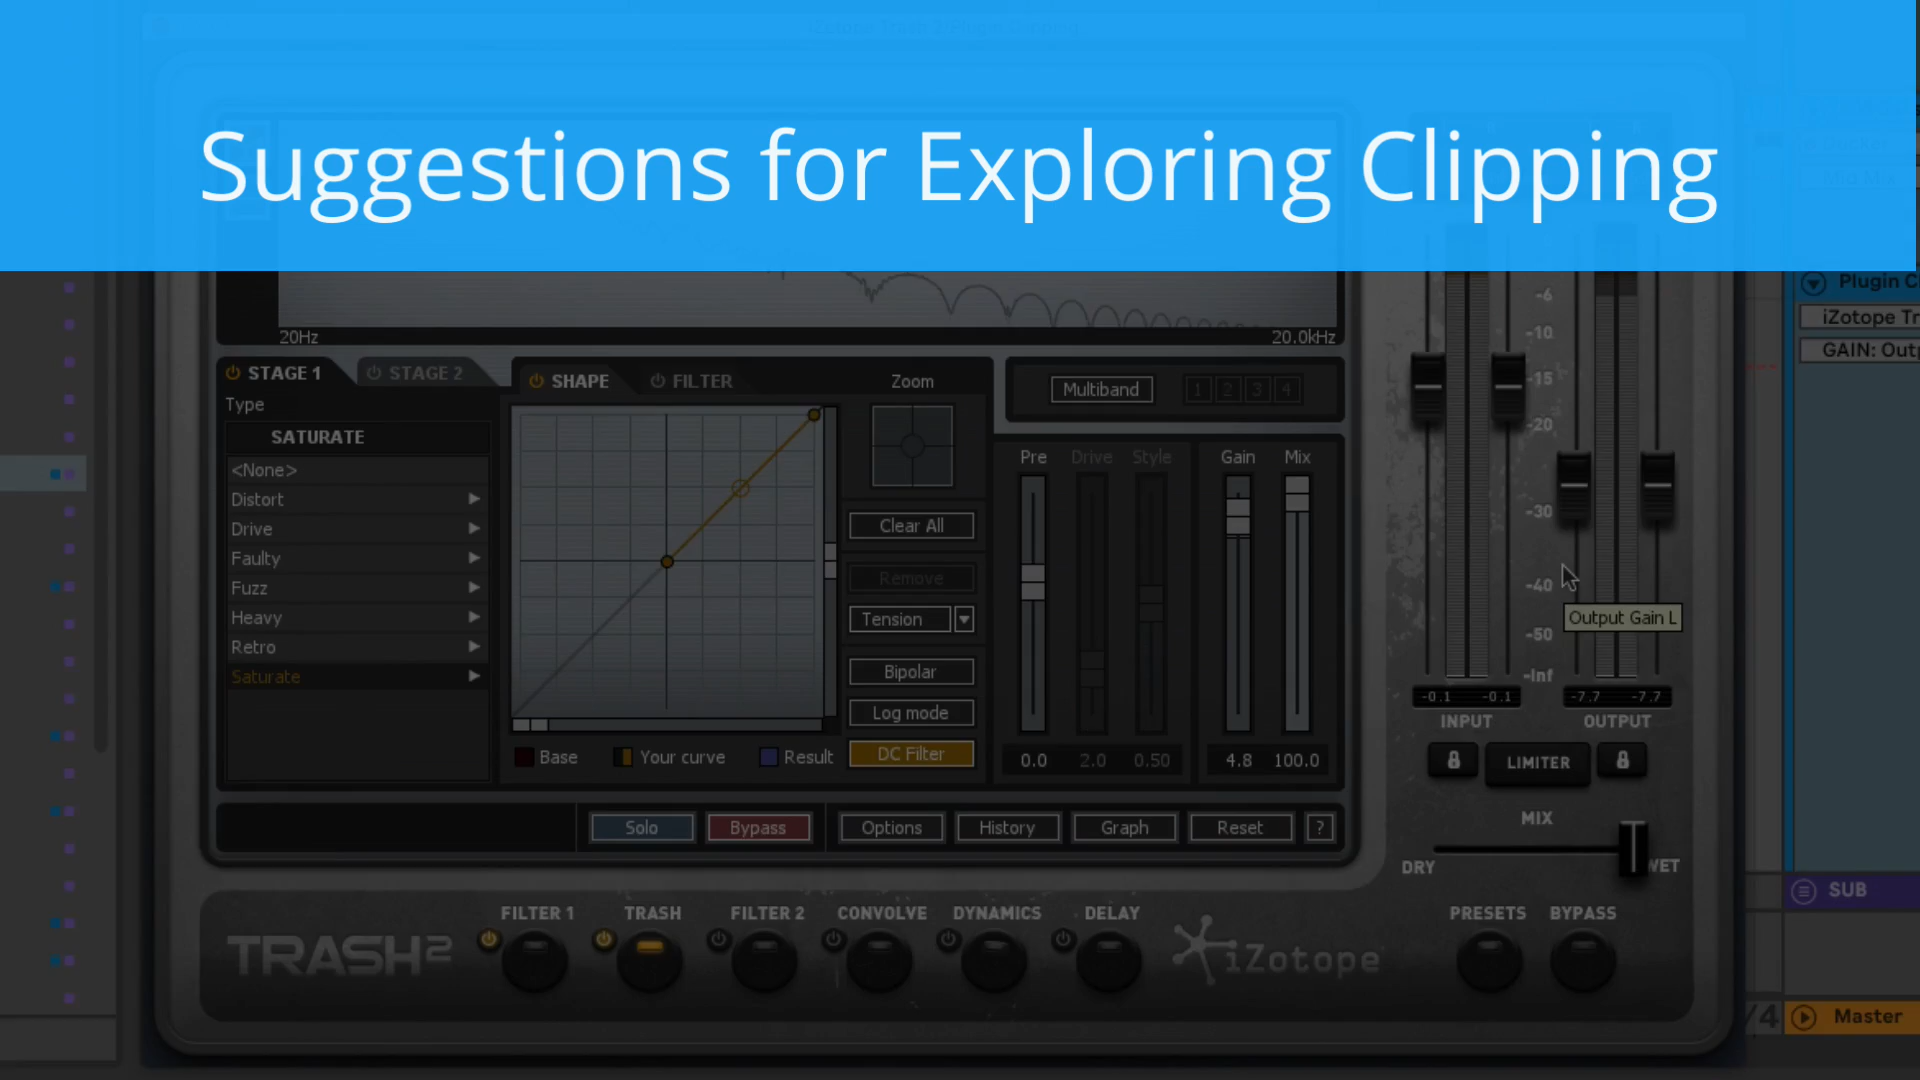 Suggestions for Exploring Clipping
Plugin C
iZotope Tr
GAIN: Outp
20Hz
20.0kHz
STAGE 1
STAGE 2
SHAPE
FILTER
Zoom
Multiband
1
2
3
4
Type
SATURATE
<None>
Distort
Drive
Faulty
Fuzz
Heavy
Retro
Saturate
Clear All
Remove
Tension
Bipolar
Log mode
DC Filter
Base
Your curve
Result
Pre
Drive
Style
Gain
Mix
0.0
2.0
0.50
4.8
100.0
-6
-10
-15
-20
-30
-40
-50
-Inf
Output Gain L
-0.1
-0.1
-7.7
-7.7
INPUT
OUTPUT
LIMITER
MIX
DRY
WET
Solo
Bypass
Options
History
Graph
Reset
?
TRASH2
FILTER 1
TRASH
FILTER 2
CONVOLVE
DYNAMICS
DELAY
iZotope
PRESETS
BYPASS
SUB
/4
Master